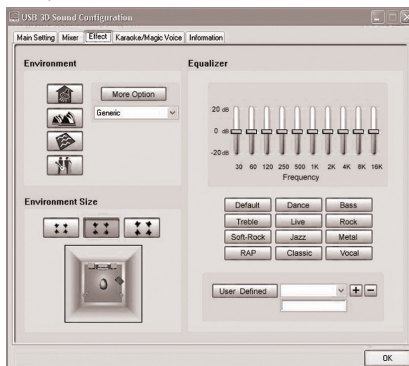 USB 3D Sound Configuration
Main Setting Mixer Effect Karaoke/Magic Voice Information
Environment
More Option
Generic
Environment Size
Equalizer
20 dB
0 dB
-20 dB
30 60 120 250 500 1K 2K 4K 8K 16K
Frequency
Default Dance Bass
Treble Live Rock
Soft-Rock Jazz Metal
RAP Classic Vocal
User Defined
OK